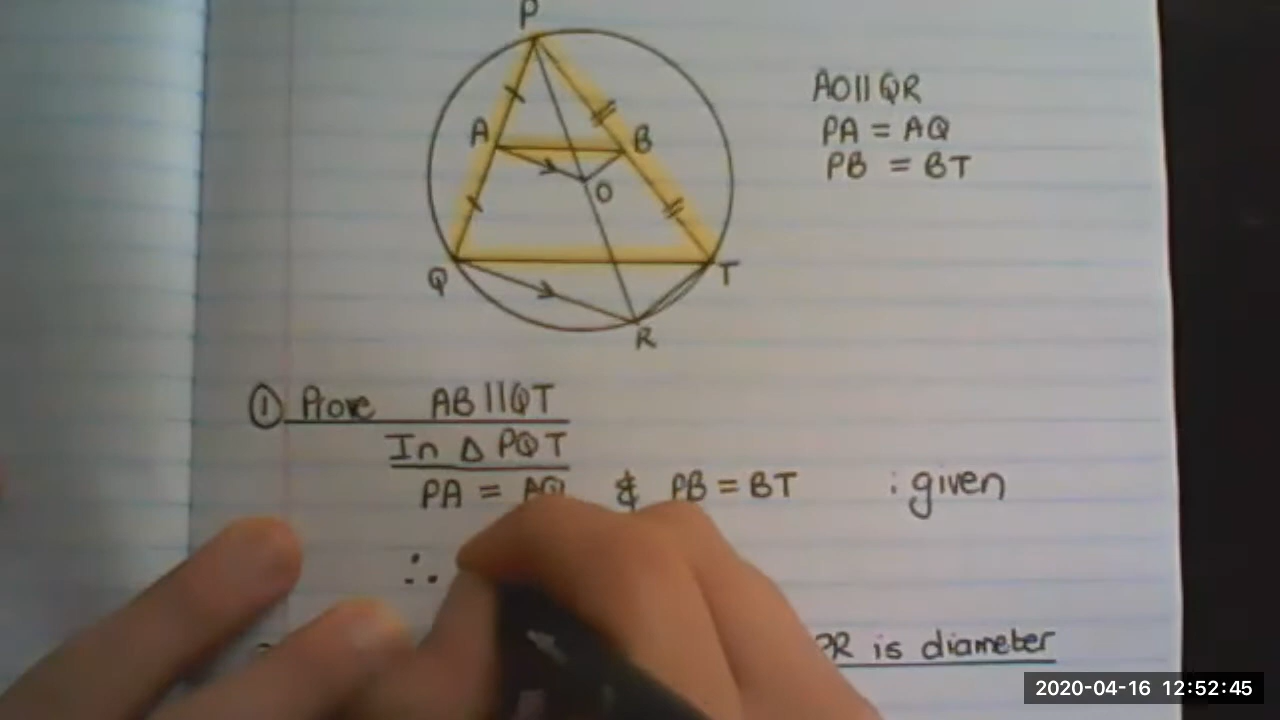 P
A
B
O
Q
T
R
AO||QR
PA = AQ
PB = BT
① Prove AB||QT
In Δ PQT
PA = AQ & PB = BT : given
∴
PR is diameter
2020-04-16 12:52:45